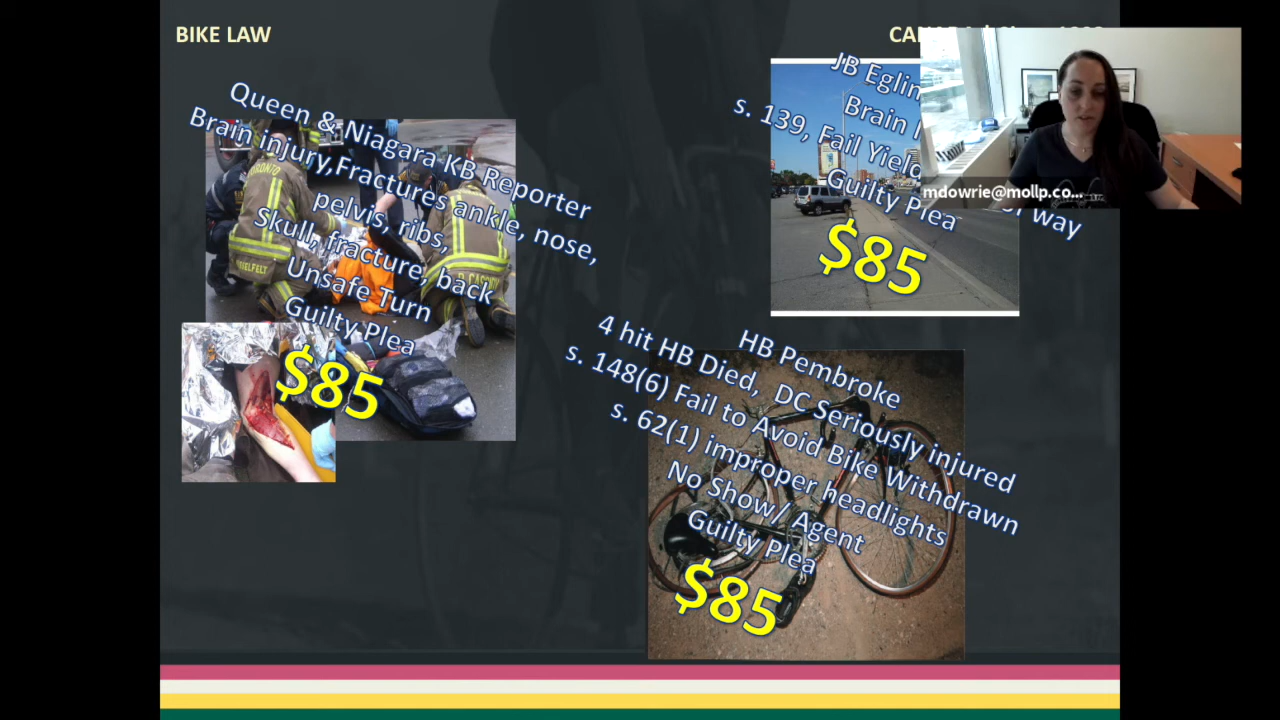 BIKE LAW
Queen & Niagara KB Reporter
Brain injury,Fractures ankle, nose,
pelvis, ribs,
Skull, fracture, back
Unsafe Turn
Guilty Plea
$85
JB Eglin
Brain
s. 139, Fail Yield
way
Guilty Plea
$85
mdowrie@mollp.co...
HB Pembroke
4 hit HB Died, DC Seriously injured
s. 148(6) Fail to Avoid Bike Withdrawn
s. 62(1) improper headlights
No Show/ Agent
Guilty Plea
$85